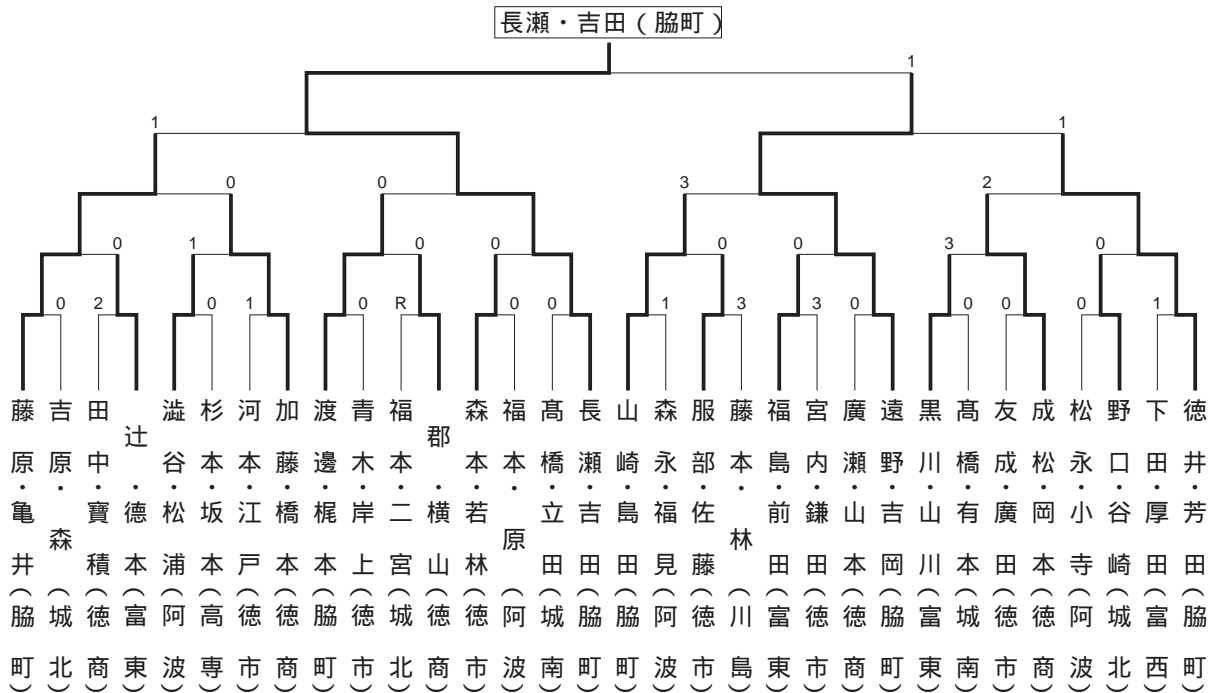 長瀬・吉田(脇町)
1
1
1
0
0
3
2
0
1
0
0
0
0
3
0
0
2
0
1
0
R
0
0
1
3
3
0
0
0
0
1
藤原・亀井(脇町)
吉原・森(城北)
田中・寶積(徳商)
辻・德本(富東)
澁谷・松浦(阿波)
杉本・坂本(高専)
河本・江戸(徳市)
加藤・橋本(徳商)
渡邊・梶本(脇町)
青木・岸上(徳市)
福本・二宮(城北)
郡・横山(徳商)
森本・若林(徳市)
福本・原(阿波)
髙橋・立田(城南)
長瀬・吉田(脇町)
山崎・島田(脇町)
森永・福見(阿波)
服部・佐藤(徳市)
藤本・林(川島)
福島・前田(富東)
宮内・鎌田(徳市)
廣瀬・山本(徳商)
遠野・吉岡(脇町)
黒川・山川(富東)
髙橋・有本(城南)
友成・廣田(徳市)
成松・岡本(徳商)
松永・小寺(阿波)
野口・谷崎(城北)
下田・厚田(富西)
徳井・芳田(脇町)